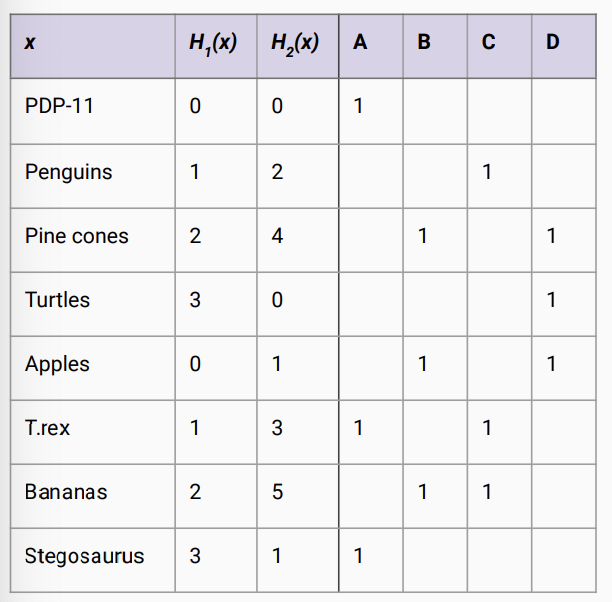 x H1(x) H2(x) A B C D
PDP-11 0 0 1
Penguins 1 2 1
Pine cones 2 4 1 1
Turtles 3 0 1
Apples 0 1 1 1
T.rex 1 3 1 1
Bananas 2 5 1 1
Stegosaurus 3 1 1